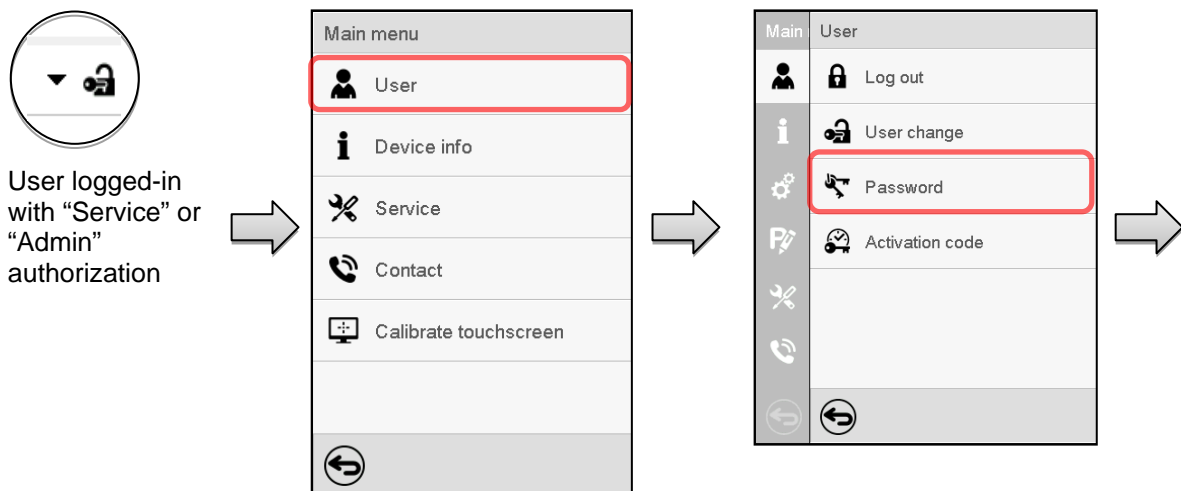 User logged-in
with “Service” or
“Admin”
authorization
Main menu
User
Device info
Service
Contact
Calibrate touchscreen
Main
User
Log out
User change
Password
Activation code